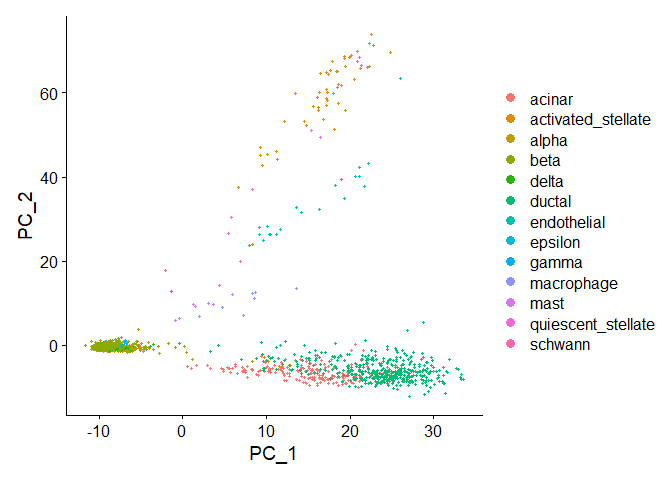 PC_2
60
40
20
0
-10
0
10
20
30
PC_1
acinar
activated_stellate
alpha
beta
delta
ductal
endothelial
epsilon
gamma
macrophage
mast
quiescent_stellate
schwann